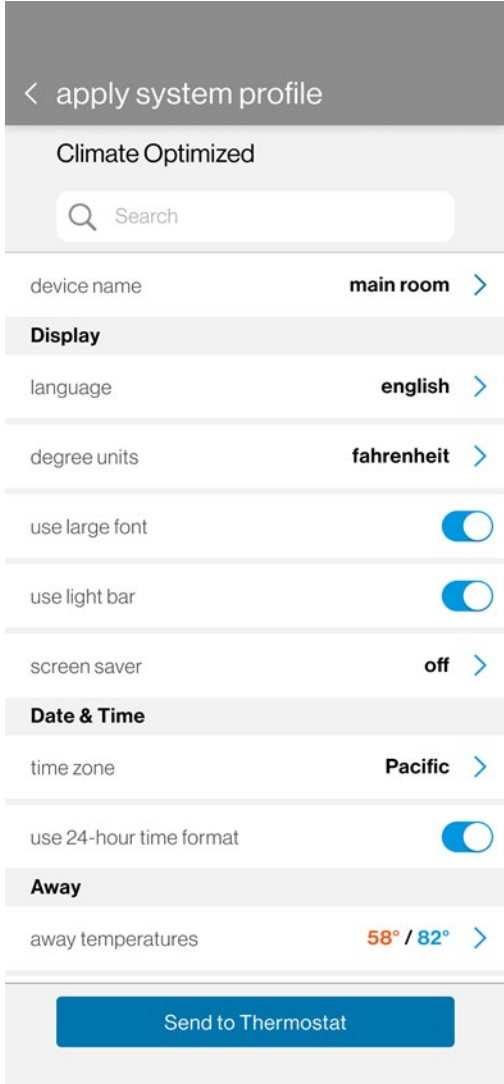 apply system profile
Climate Optimized
Search
device name main room
Display
language english
degree units fahrenheit
use large font
use light bar
screen saver off
Date & Time
time zone Pacific
use 24-hour time format
Away
away temperatures 58° / 82°
Send to Thermostat